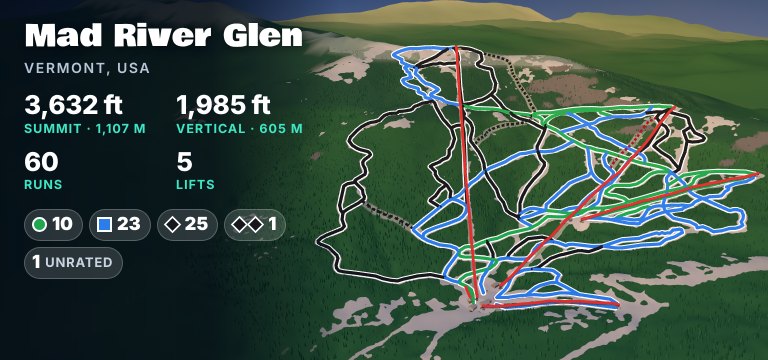 Mad River Glen
VERMONT, USA
3,632 ft 1,985 ft
SUMMIT · 1,107 M VERTICAL · 605 M
60 5
RUNS LIFTS
10 23 25 1
1 UNRATED